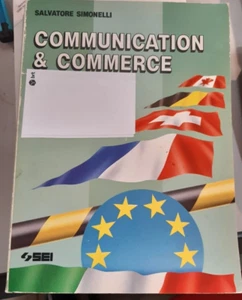 SALVATORE SIMONELLI
COMMUNICATION
& COMMERCE
SEI